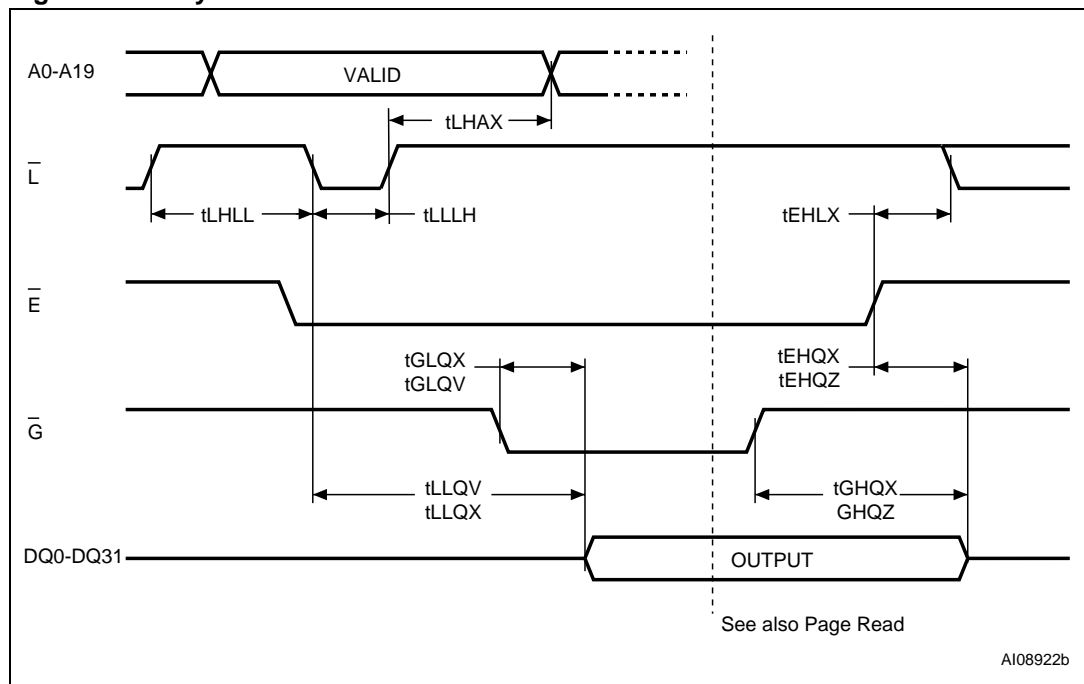 A0-A19
VALID
tLHAX
L
tLHLL
tLLLH
tEHLX
E
tGLQX
tGLQV
tEHQX
tEHQZ
G
tLLQV
tLLQX
tGHQX
GHQZ
DQ0-DQ31
OUTPUT
See also Page Read
AI08922b